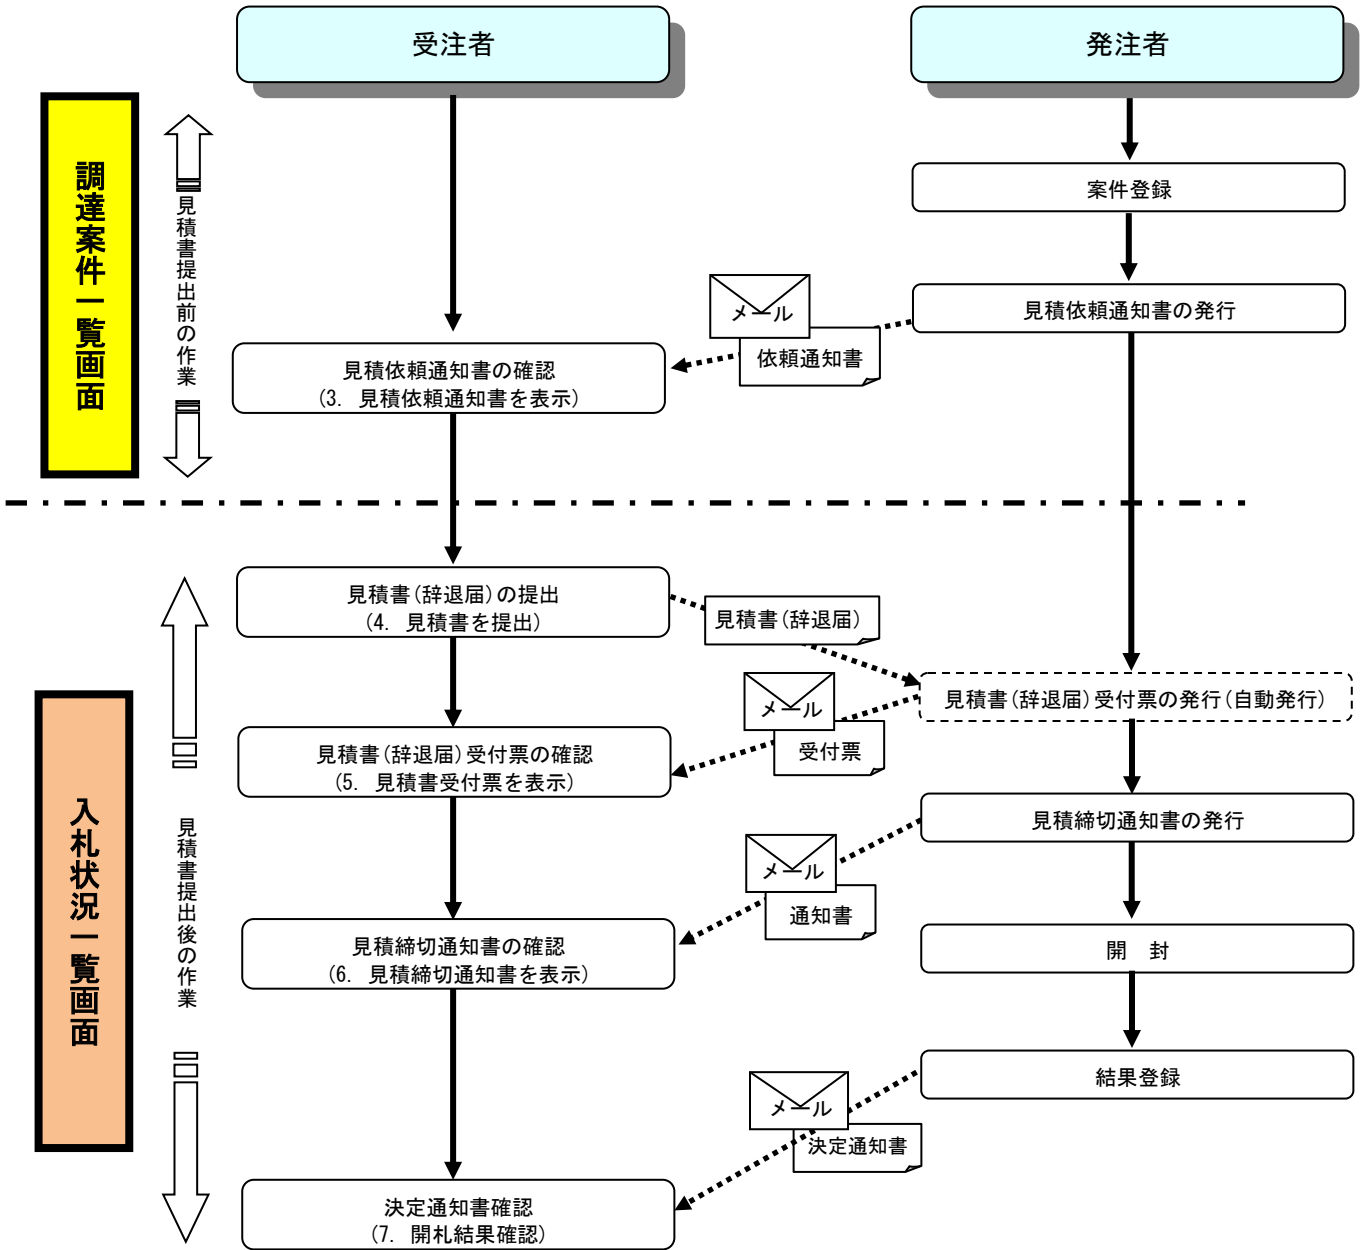 受注者
発注者
調達案件一覧画面
見積書提出前の作業
案件登録
見積依頼通知書の発行
メール
依頼通知書
見積依頼通知書の確認
(3. 見積依頼通知書を表示)
見積書(辞退届)の提出
(4. 見積書を提出)
見積書(辞退届)
見積書(辞退届)受付票の発行(自動発行)
メール
受付票
見積書(辞退届)受付票の確認
(5. 見積書受付票を表示)
入札状況一覧画面
見積書提出後の作業
見積締切通知書の発行
メール
通知書
見積締切通知書の確認
(6. 見積締切通知書を表示)
開 封
結果登録
メール
決定通知書
決定通知書確認
(7. 開札結果確認)